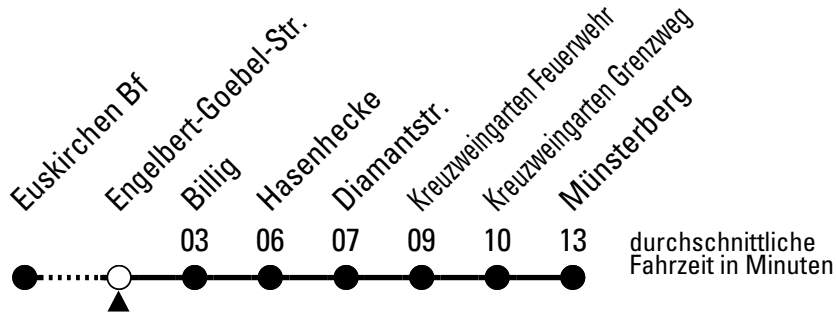 Euskirchen Bf
Engelbert-Goebel-Str.
Billig
Hasenhecke
Diamantstr.
Kreuzweingarten Feuerwehr
Kreuzweingarten Grenzweg
Münsterberg
03 06 07 09 10 13
durchschnittliche
Fahrzeit in Minuten